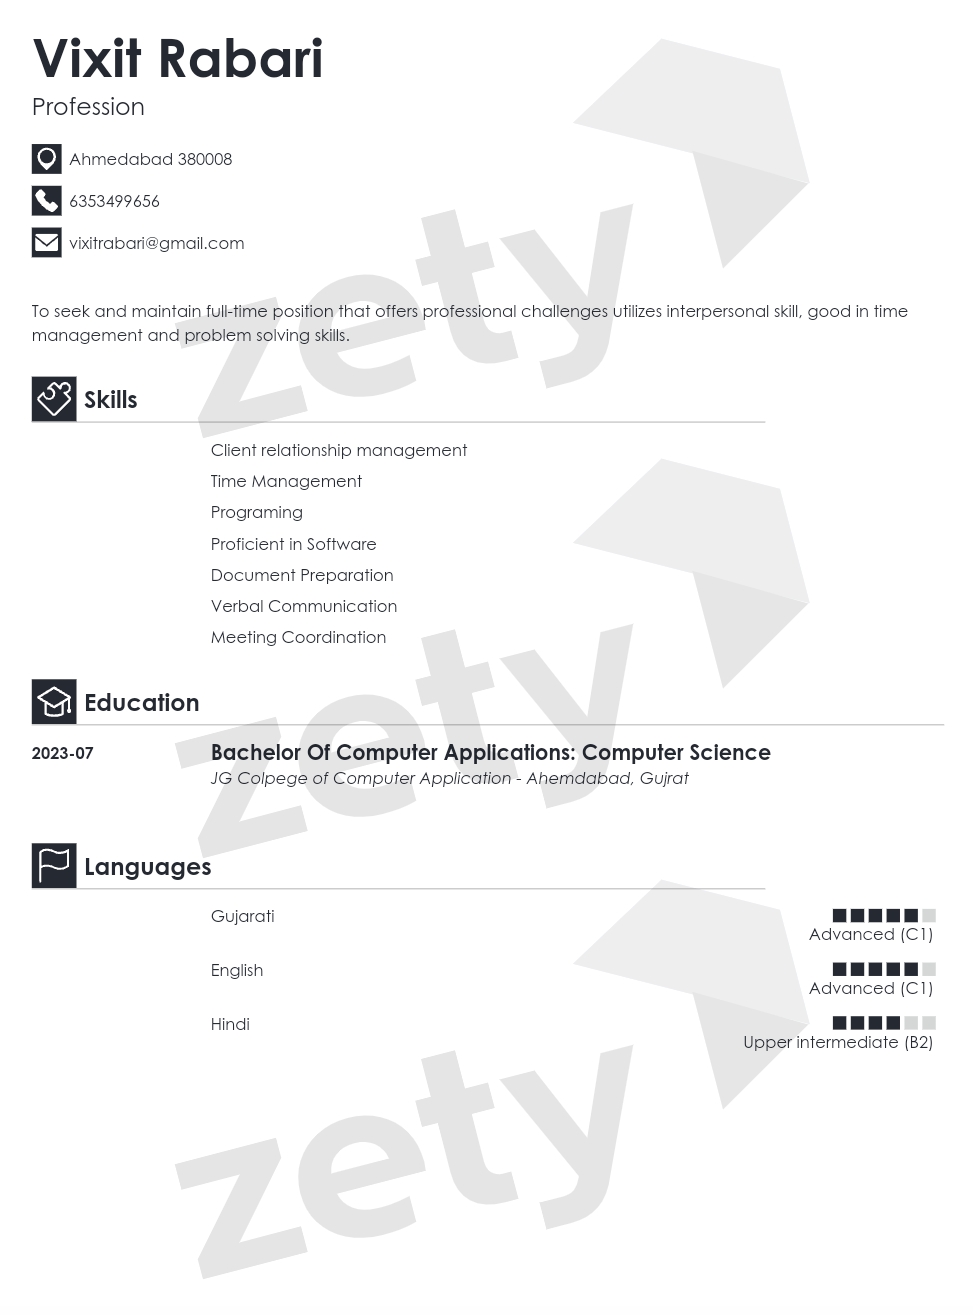 Vixit Rabari
Profession
Ahmedabad 380008
6353499656
vixitrabari@gmail.com
To seek and maintain full-time position that offers professional challenges utilizes interpersonal skill, good in time
management and problem solving skills.
zety
Skills
Client relationship management
Time Management
Programing
Proficient in Software
Document Preparation
Verbal Communication
Meeting Coordination
zety
Education
2023-07 Bachelor Of Computer Applications: Computer Science
JG Colpege of Computer Application - Ahemdabad, Gujrat
Languages
Gujarati
Advanced (C1)
English
Advanced (C1)
Hindi
Upper intermediate (B2)
zety